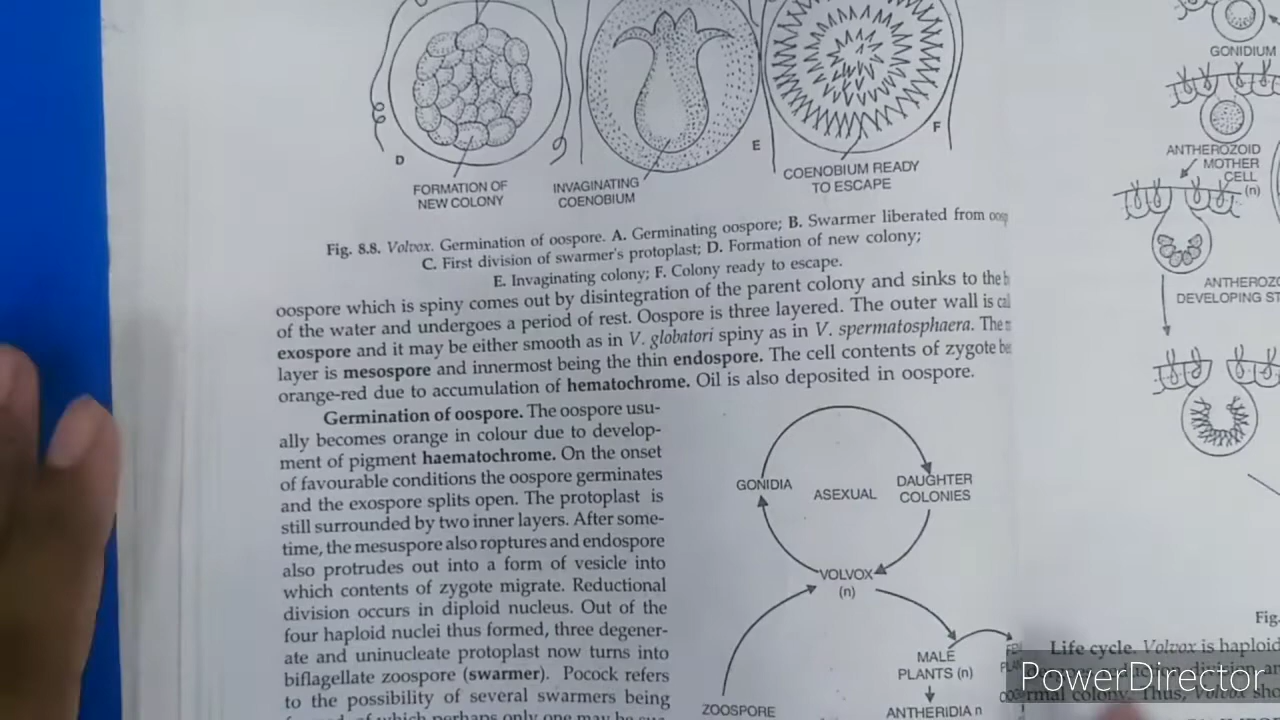 D
E
F
FORMATION OF
NEW COLONY
INVAGINATING
COENOBIUM
COENOBIUM READY
TO ESCAPE
Fig. 8.8. Volvox. Germination of oospore. A. Germinating oospore; B. Swarmer liberated from
C. First division of swarmer's protoplast; D. Formation of new colony;
E. Invaginating colony; F. Colony ready to escape.
oospore which is spiny comes out by disintegration of the parent colony and sinks to the
of the water and undergoes a period of rest. Oospore is three layered. The outer wall is
exospore and it may be either smooth as in V. globatori spiny as in V. spermatosphaera. The
layer is mesospore and innermost being the thin endospore. The cell contents of zygote
orange-red due to accumulation of hematochrome. Oil is also deposited in oospore.
Germination of oospore. The oospore usu-
ally becomes orange in colour due to develop-
ment of pigment haematochrome. On the onset
of favourable conditions the oospore germinates
and the exospore splits open. The protoplast is
still surrounded by two inner layers. After some-
time, the mesuspore also roptures and endospore
also protrudes out into a form of vesicle into
which contents of zygote migrate. Reductional
division occurs in diploid nucleus. Out of the
four haploid nuclei thus formed, three degener-
ate and uninucleate protoplast now turns into
biflagellate zoospore (swarmer). Pocock refers
to the possibility of several swarmers being
of which perhaps only one may be
GONIDIA
ASEXUAL
DAUGHTER
COLONIES
VOLVOX
(n)
MALE
PLANTS (n)
ZOOSPORE
ANTHERIDIA n
GONIDIUM
ANTHEROZOID
MOTHER
CELL
(n)
DEVELOPING
Fig.
Life cycle. Volvox is haploid
colony. Thus, Volvox
PowerDirector